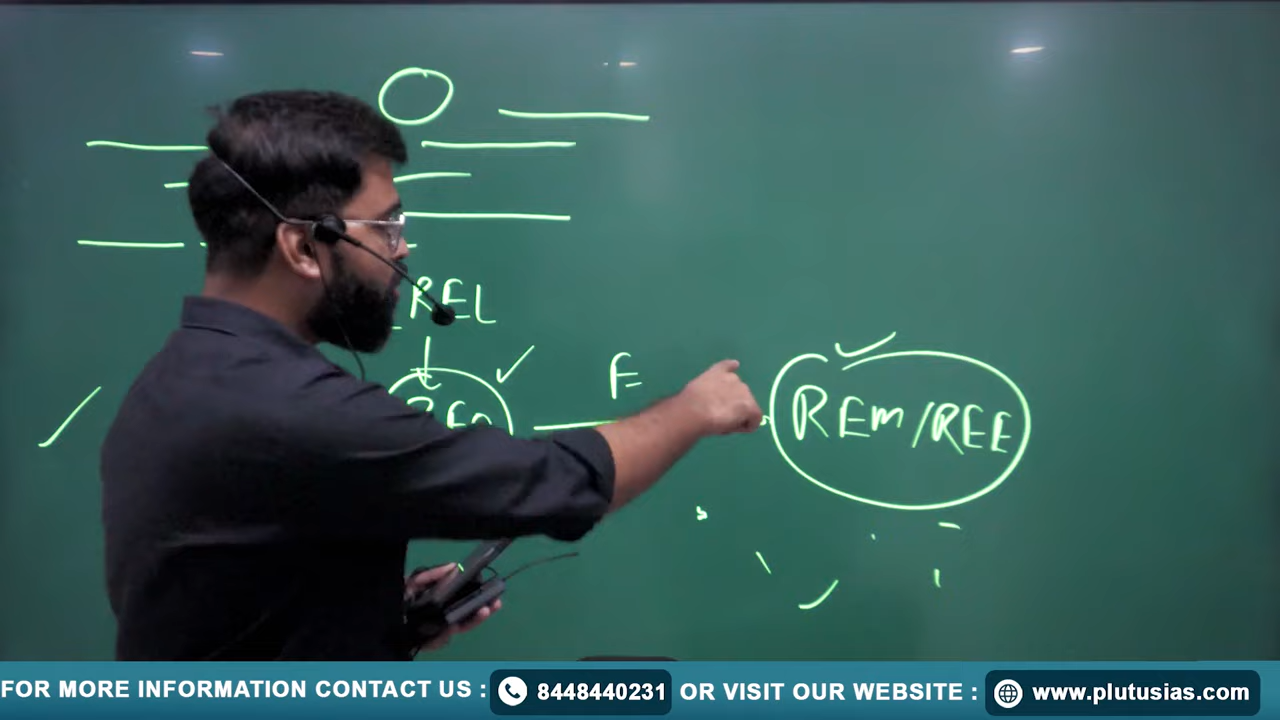 REL
F
REM/REE
FOR MORE INFORMATION CONTACT US : 8448440231 OR VISIT OUR WEBSITE : www.plutusias.com